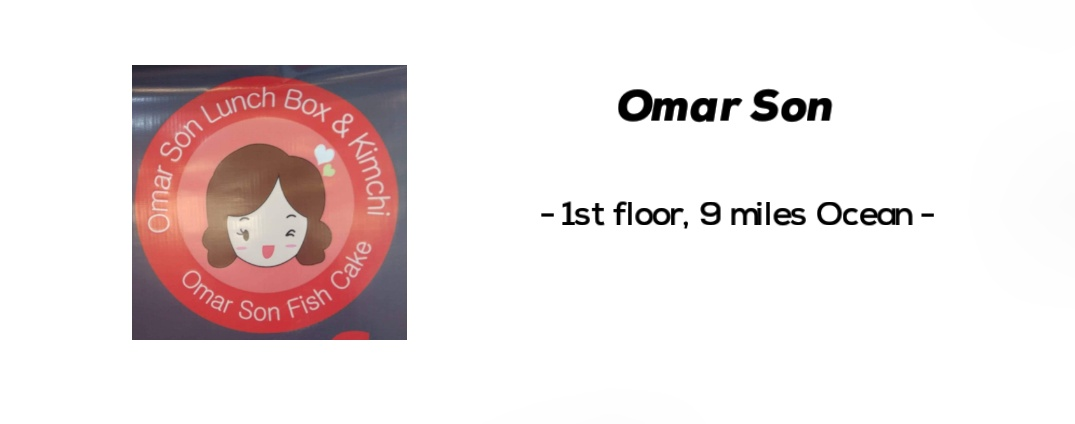 Omar Son Lunch Box & Kimchi
Omar Son Fish Cake
Omar Son
- 1st floor, 9 miles Ocean -